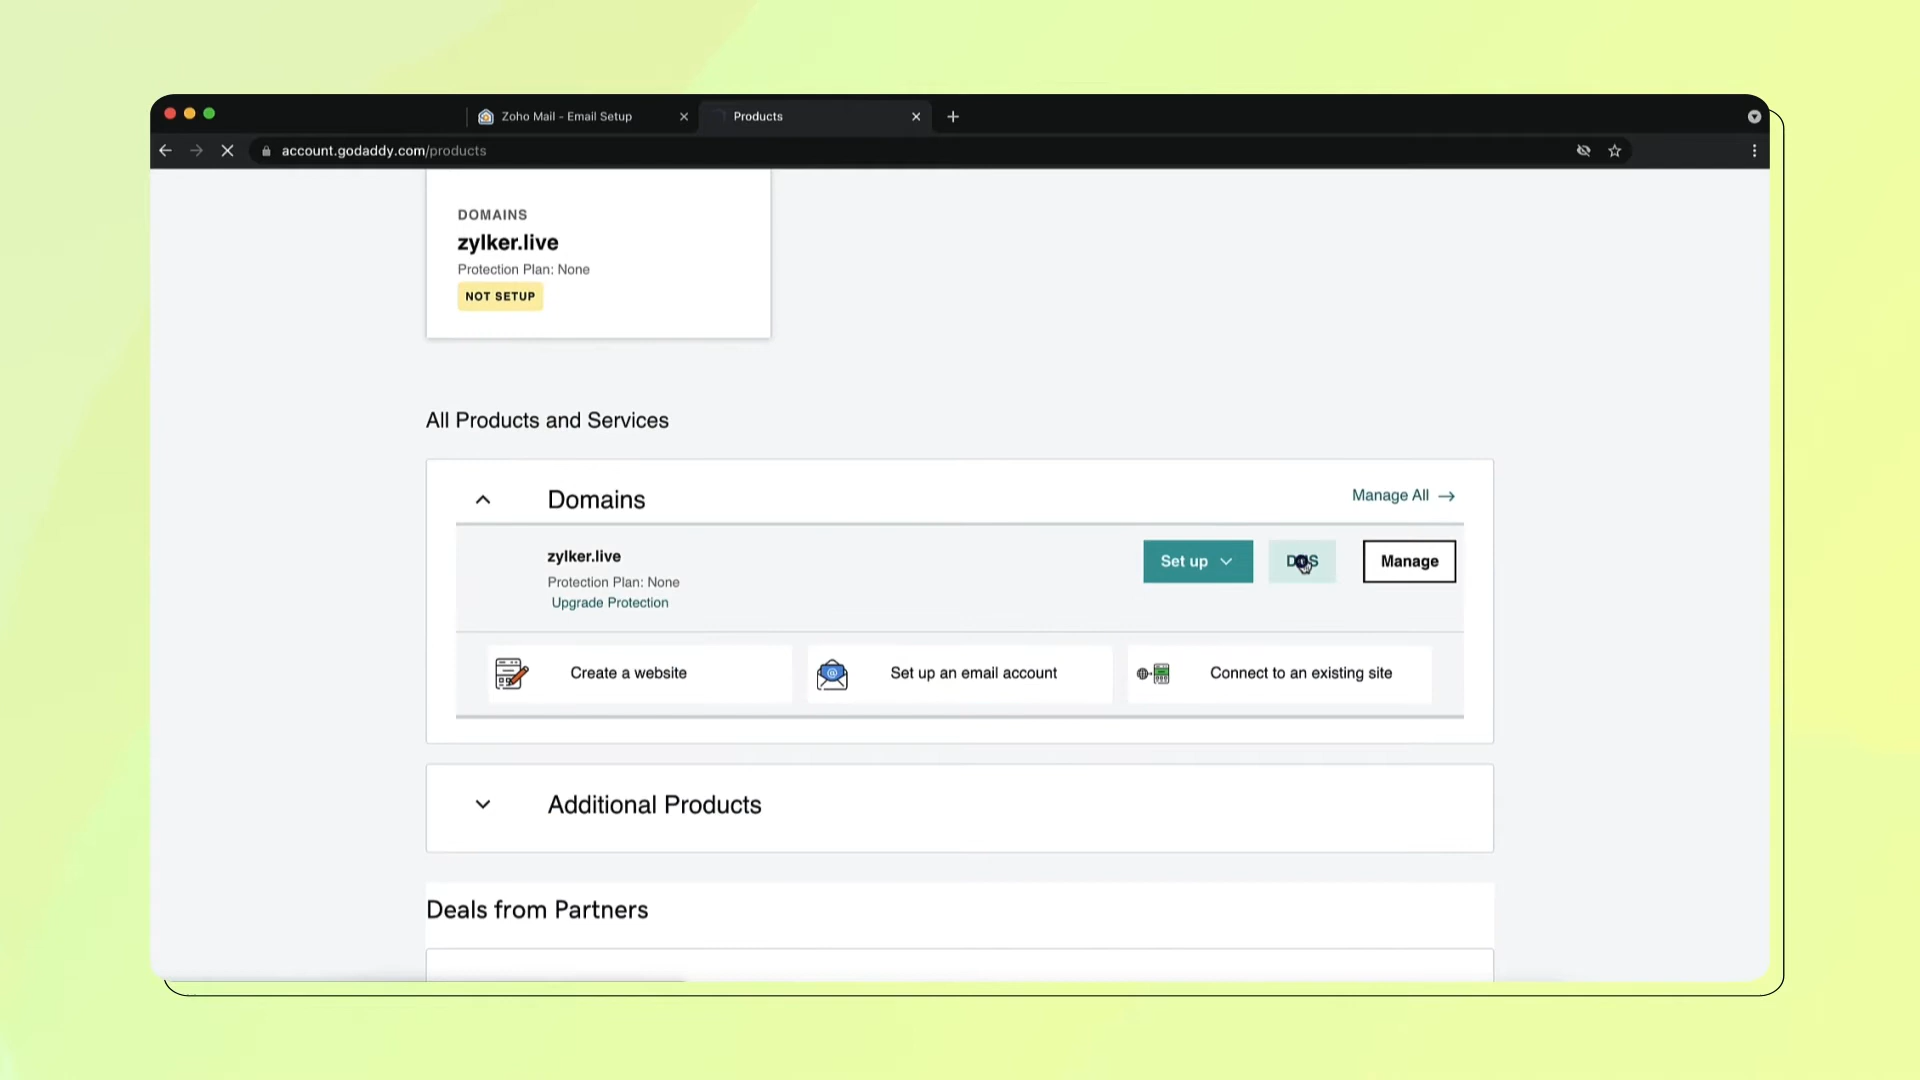 Zoho Mail - Email Setup
Products
account.godaddy.com/products
DOMAINS
zylker.live
Protection Plan: None
NOT SETUP
All Products and Services
Domains
Manage All →
zylker.live
Set up
DNS
Manage
Protection Plan: None
Upgrade Protection
Create a website
Set up an email account
Connect to an existing site
Additional Products
Deals from Partners